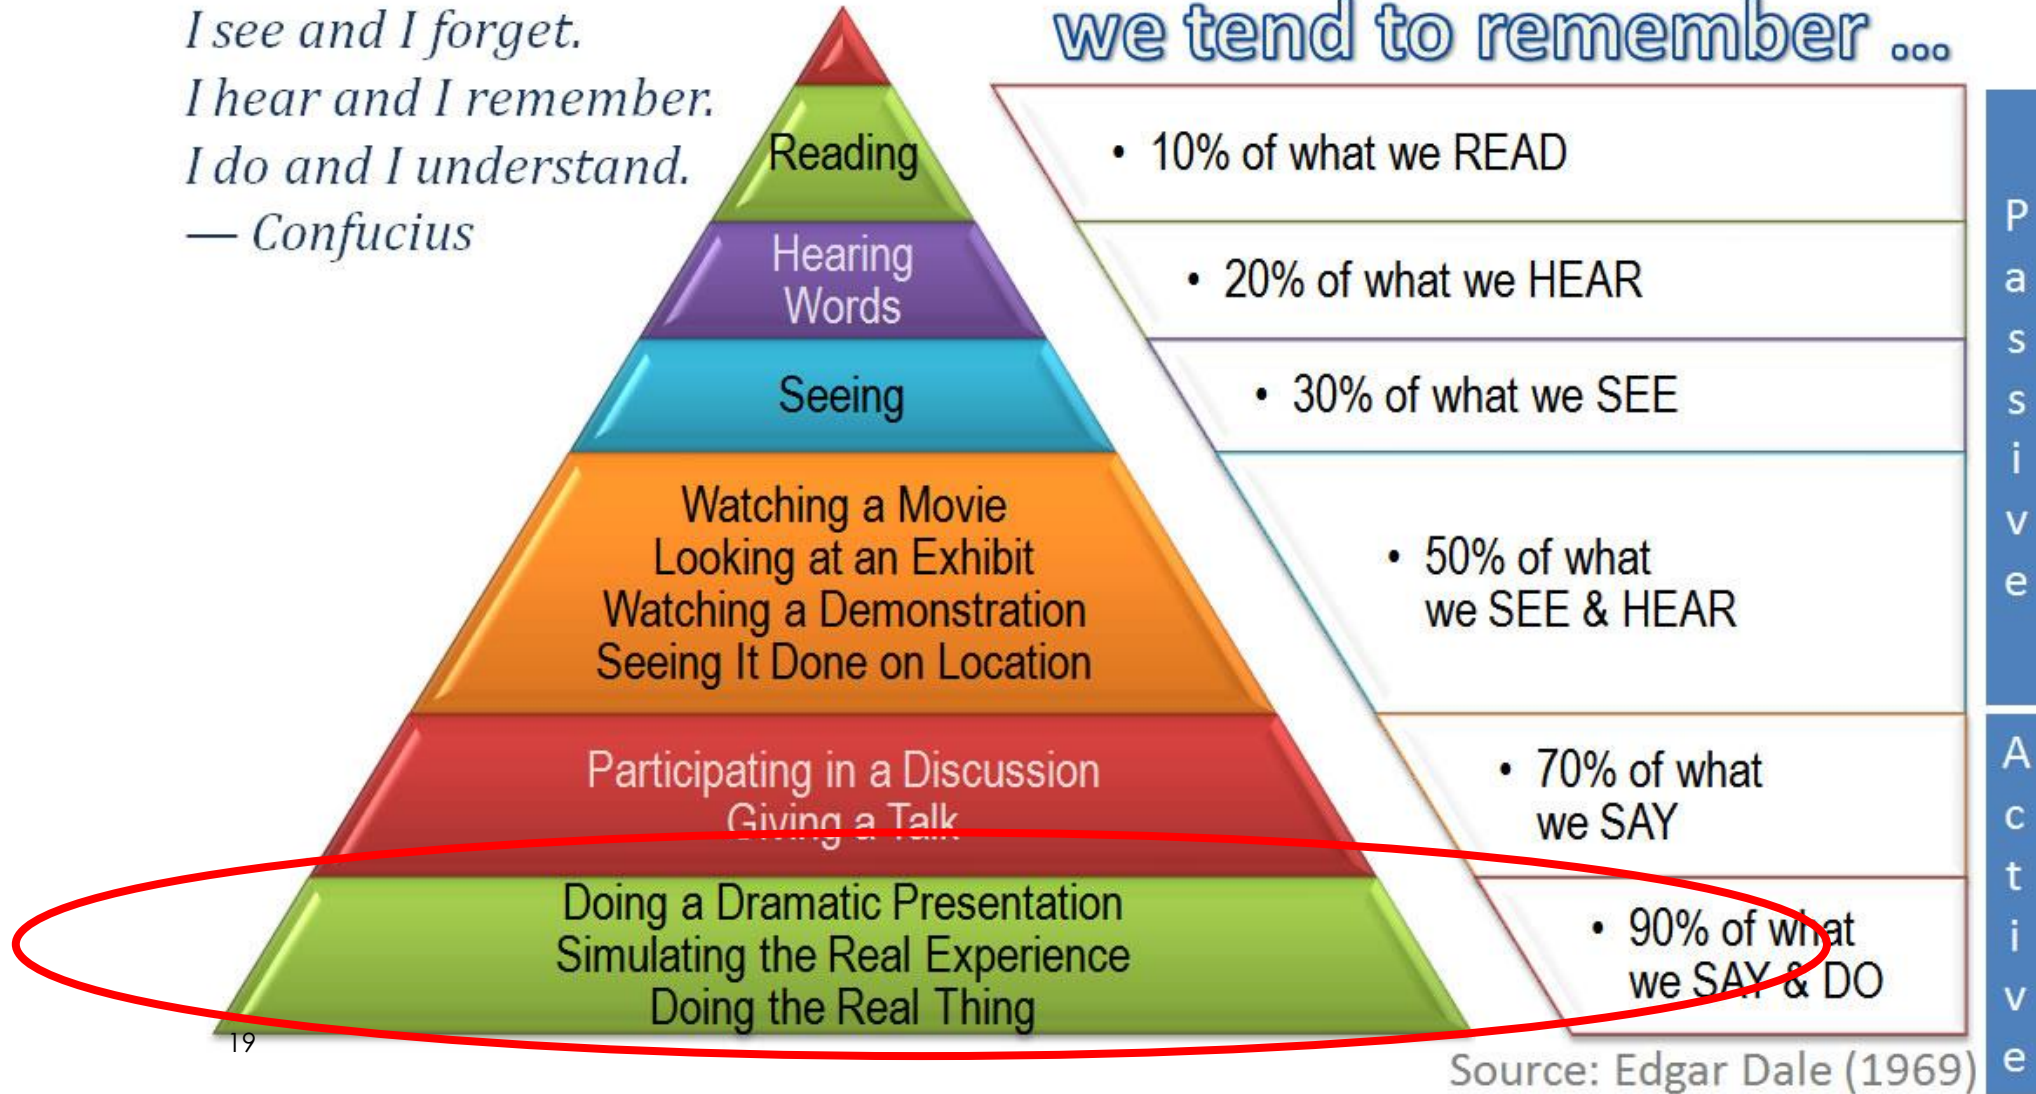 I see and I forget.
I hear and I remember.
I do and I understand.
— Confucius
we tend to remember ...
Reading
• 10% of what we READ
Hearing
Words
• 20% of what we HEAR
Seeing
• 30% of what we SEE
Watching a Movie
Looking at an Exhibit
Watching a Demonstration
Seeing It Done on Location
• 50% of what
we SEE & HEAR
Passive
Participating in a Discussion
Giving a Talk
• 70% of what
we SAY
Doing a Dramatic Presentation
Simulating the Real Experience
Doing the Real Thing
• 90% of what
we SAY & DO
Active
19
Source: Edgar Dale (1969)